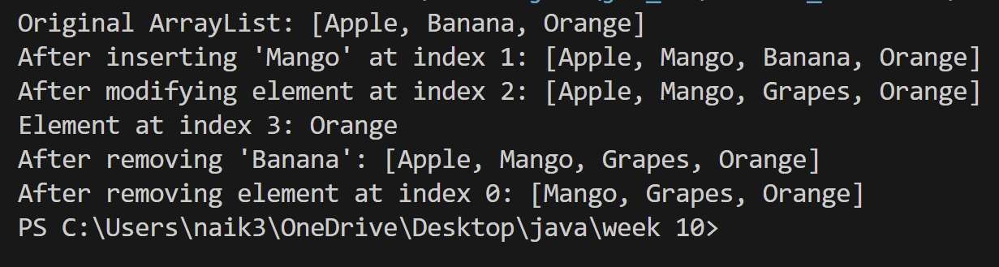 Original ArrayList: [Apple, Banana, Orange]
After inserting 'Mango' at index 1: [Apple, Mango, Banana, Orange]
After modifying element at index 2: [Apple, Mango, Grapes, Orange]
Element at index 3: Orange
After removing 'Banana': [Apple, Mango, Grapes, Orange]
After removing element at index 0: [Mango, Grapes, Orange]
PS C:\Users\naik3\OneDrive\Desktop\java\week 10>